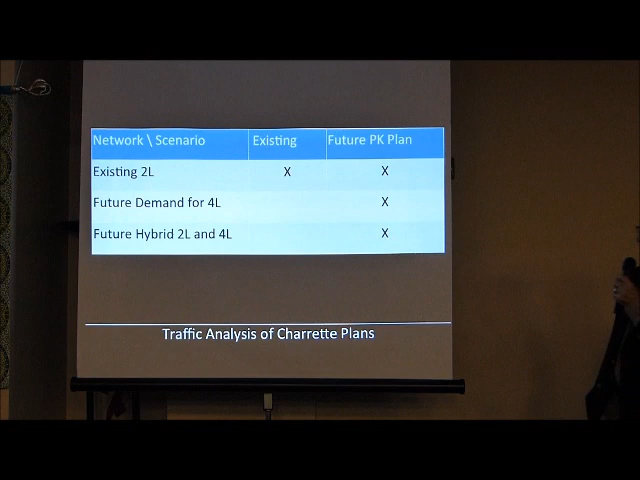 Network \ Scenario Existing Future PK Plan
Existing 2L X X
Future Demand for 4L X
Future Hybrid 2L and 4L X
Traffic Analysis of Charrette Plans